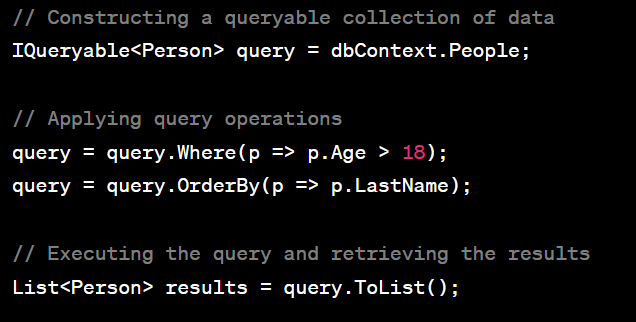 // Constructing a queryable collection of data
IQueryable<Person> query = dbContext.People;
// Applying query operations
query = query.Where(p => p.Age > 18);
query = query.OrderBy(p => p.LastName);
// Executing the query and retrieving the results
List<Person> results = query.ToList();